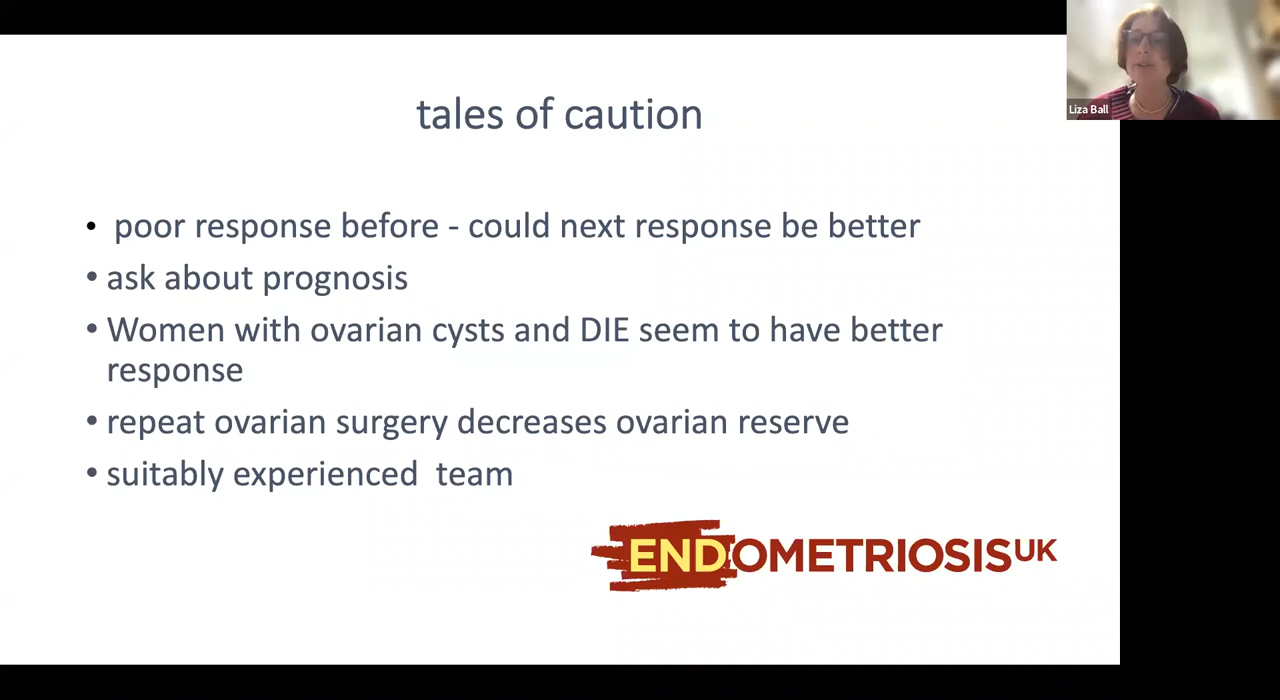 Liza Ball
tales of caution
• poor response before - could next response be better
• ask about prognosis
• Women with ovarian cysts and DIE seem to have better
response
• repeat ovarian surgery decreases ovarian reserve
• suitably experienced  team
ENDOMETRIOSIS UK